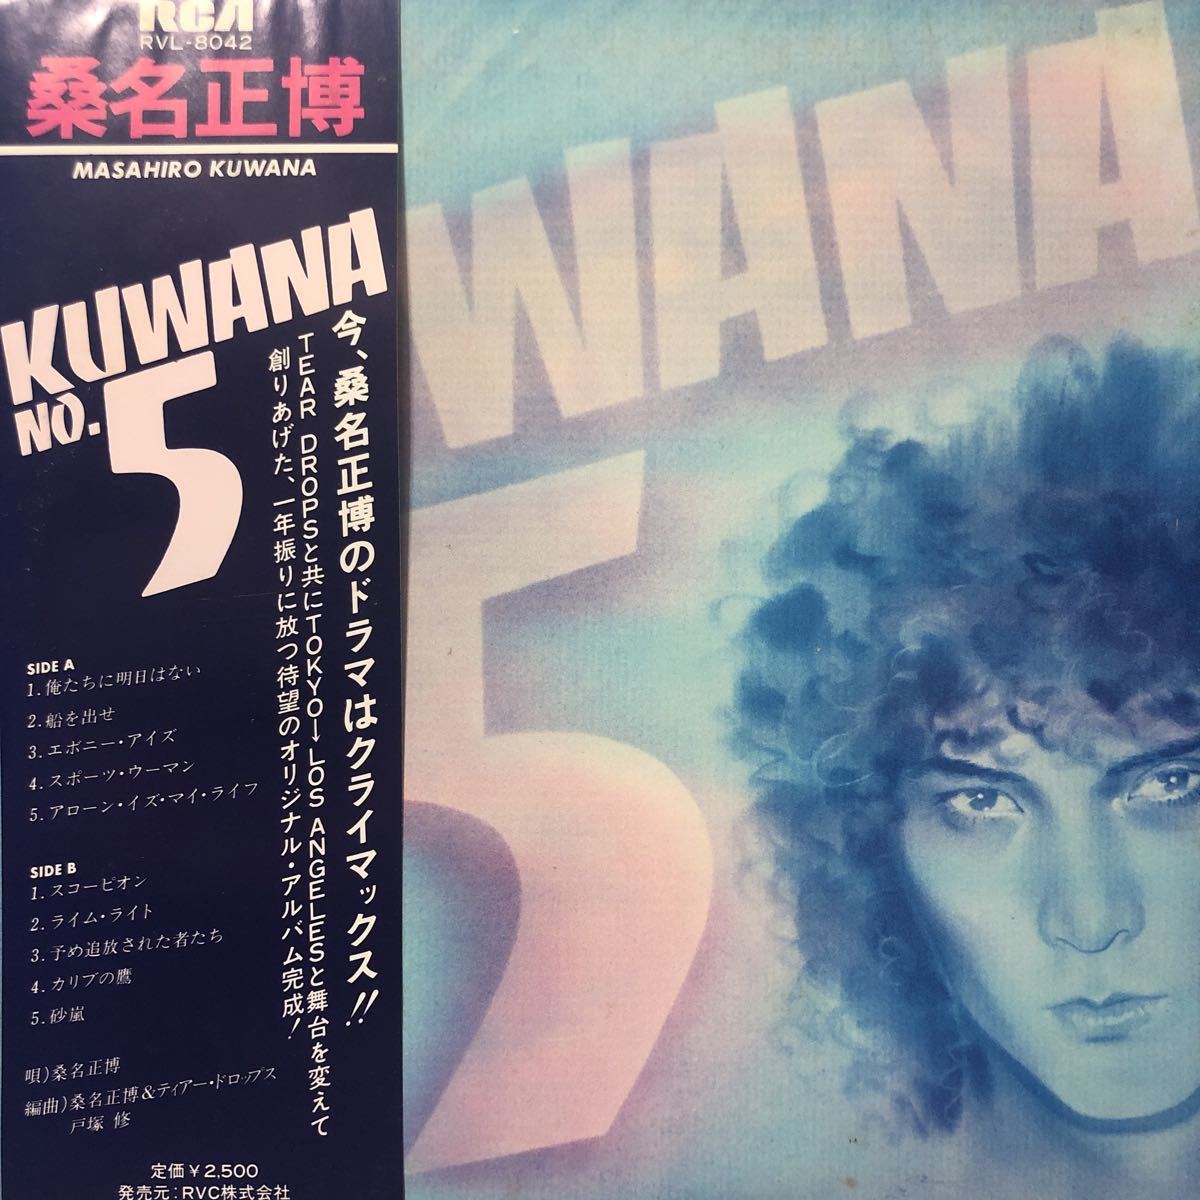 RCA
RVL-8042
桑名正博
MASAHIRO KUWANA
KUWANA
NO.5
今、桑名正博のドラマはクライマックス!!
TEAR DROPSと共にTOKYO→LOS ANGELESと舞台を変えて
創りあげた、一年振りに放つ待望のオリジナル・アルバム完成!
SIDE A
1.俺たちに明日はない
2.船を出せ
3.エボニー・アイズ
4.スポーツ・ウーマン
5.アローン・イズ・マイ・ライフ
SIDE B
1.スコーピオン
2.ライム・ライト
3.予め追放された者たち
4.カリブの鷹
5.砂嵐
唄)桑名正博
編曲)桑名正博&ティアー・ドロップス
戸塚 修
定価¥2,500
発売元:RVC株式会社
WANA
5